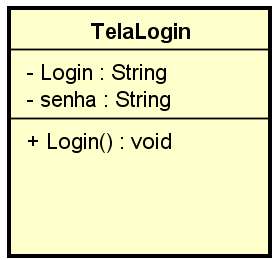 TelaLogin
- Login : String
- senha : String
+ Login() : void